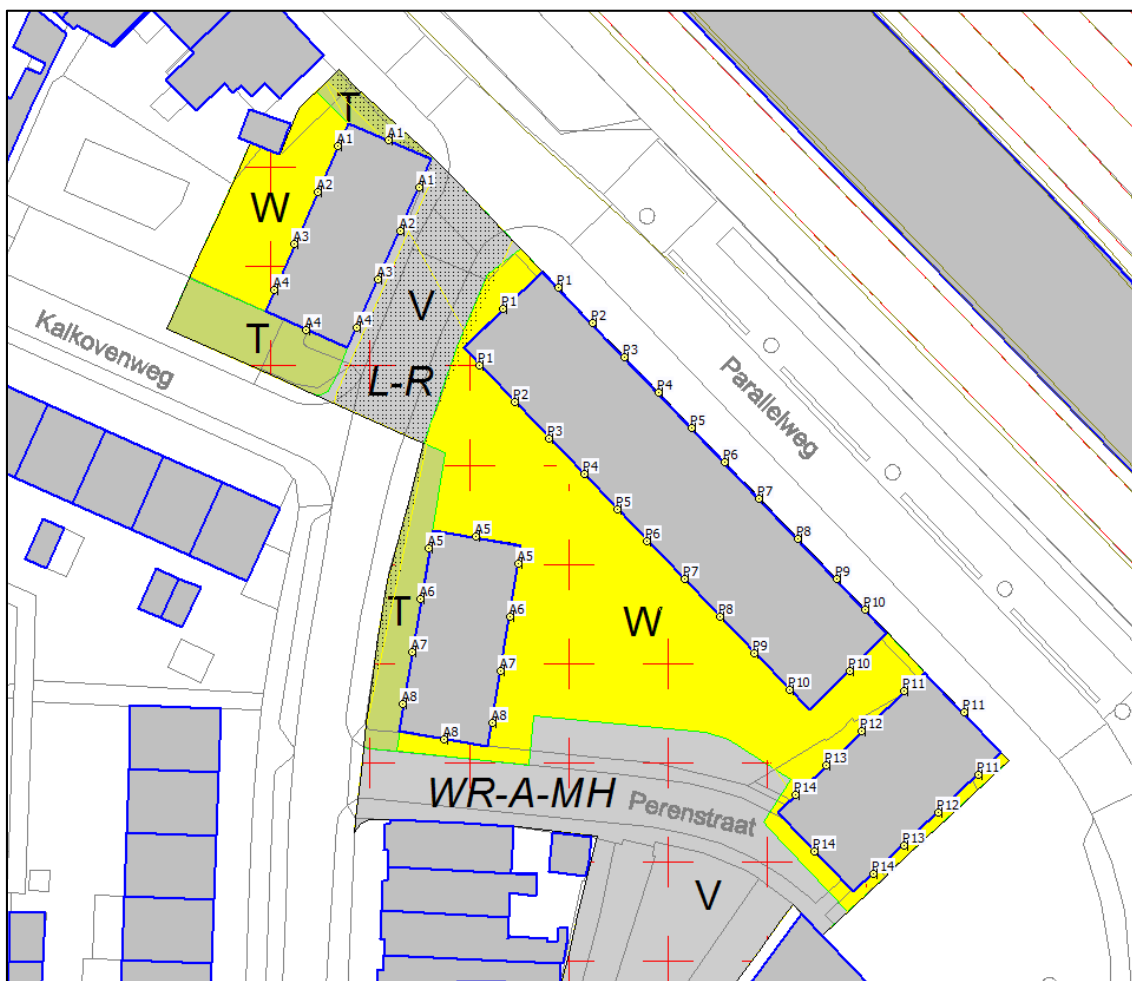 T
A1
A1
A1
A2
W
A2
A3
A3
A4
A4
A4
T
V
L-R
Kalkovenweg
Parallelweg
P1
P1
P1
P2
P2
P3
P3
P4
P4
P5
P5
P6
P6
P7
P7
P8
P8
P9
P9
P10
P10
P10
A5
A5
A5
A6
A6
T
W
A7
A7
A8
A8
A8
P11
P11
P11
P12
P12
P13
P13
P14
P14
P14
WR-A-MH
Perenstraat
V